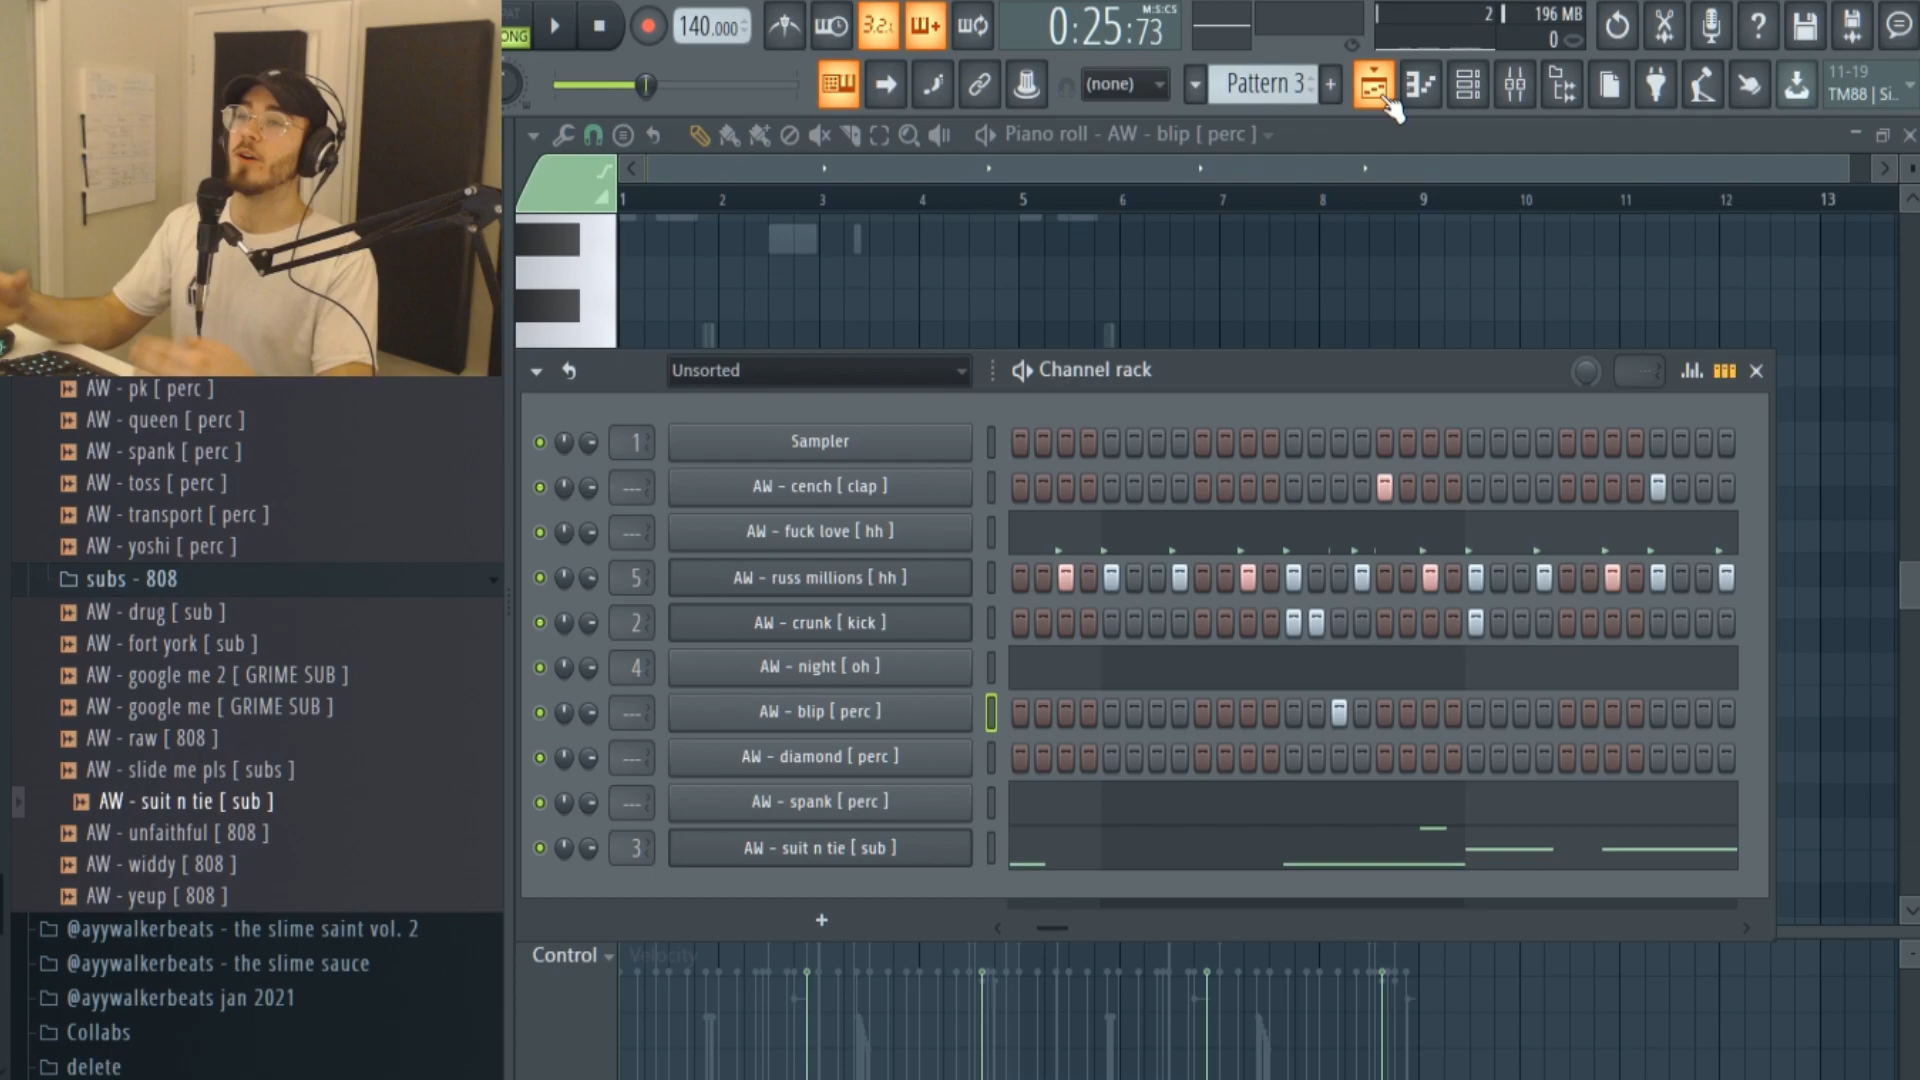 PAT
ONG
140.000
3.2.
0:25:73
M:S:CS
2
196 MB
0
(none)
Pattern 3
+
11-19
TM88 | Si..
Piano roll - AW - blip [ perc ]
1 2 3 4 5 6 7 8 9 10 11 12 13
Unsorted
Channel rack
1 Sampler
--- AW - cench [ clap ]
--- AW - fuck love [ hh ]
5 AW - russ millions [ hh ]
2 AW - crunk [ kick ]
4 AW - night [ oh ]
--- AW - blip [ perc ]
--- AW - diamond [ perc ]
--- AW - spank [ perc ]
3 AW - suit n tie [ sub ]
+
Control
Velocity
AW - pk [ perc ]
AW - queen [ perc ]
AW - spank [ perc ]
AW - toss [ perc ]
AW - transport [ perc ]
AW - yoshi [ perc ]
subs - 808
AW - drug [ sub ]
AW - fort york [ sub ]
AW - google me 2 [ GRIME SUB ]
AW - google me [ GRIME SUB ]
AW - raw [ 808 ]
AW - slide me pls [ subs ]
AW - suit n tie [ sub ]
AW - unfaithful [ 808 ]
AW - widdy [ 808 ]
AW - yeup [ 808 ]
@ayywalkerbeats - the slime saint vol. 2
@ayywalkerbeats - the slime sauce
@ayywalkerbeats jan 2021
Collabs
delete